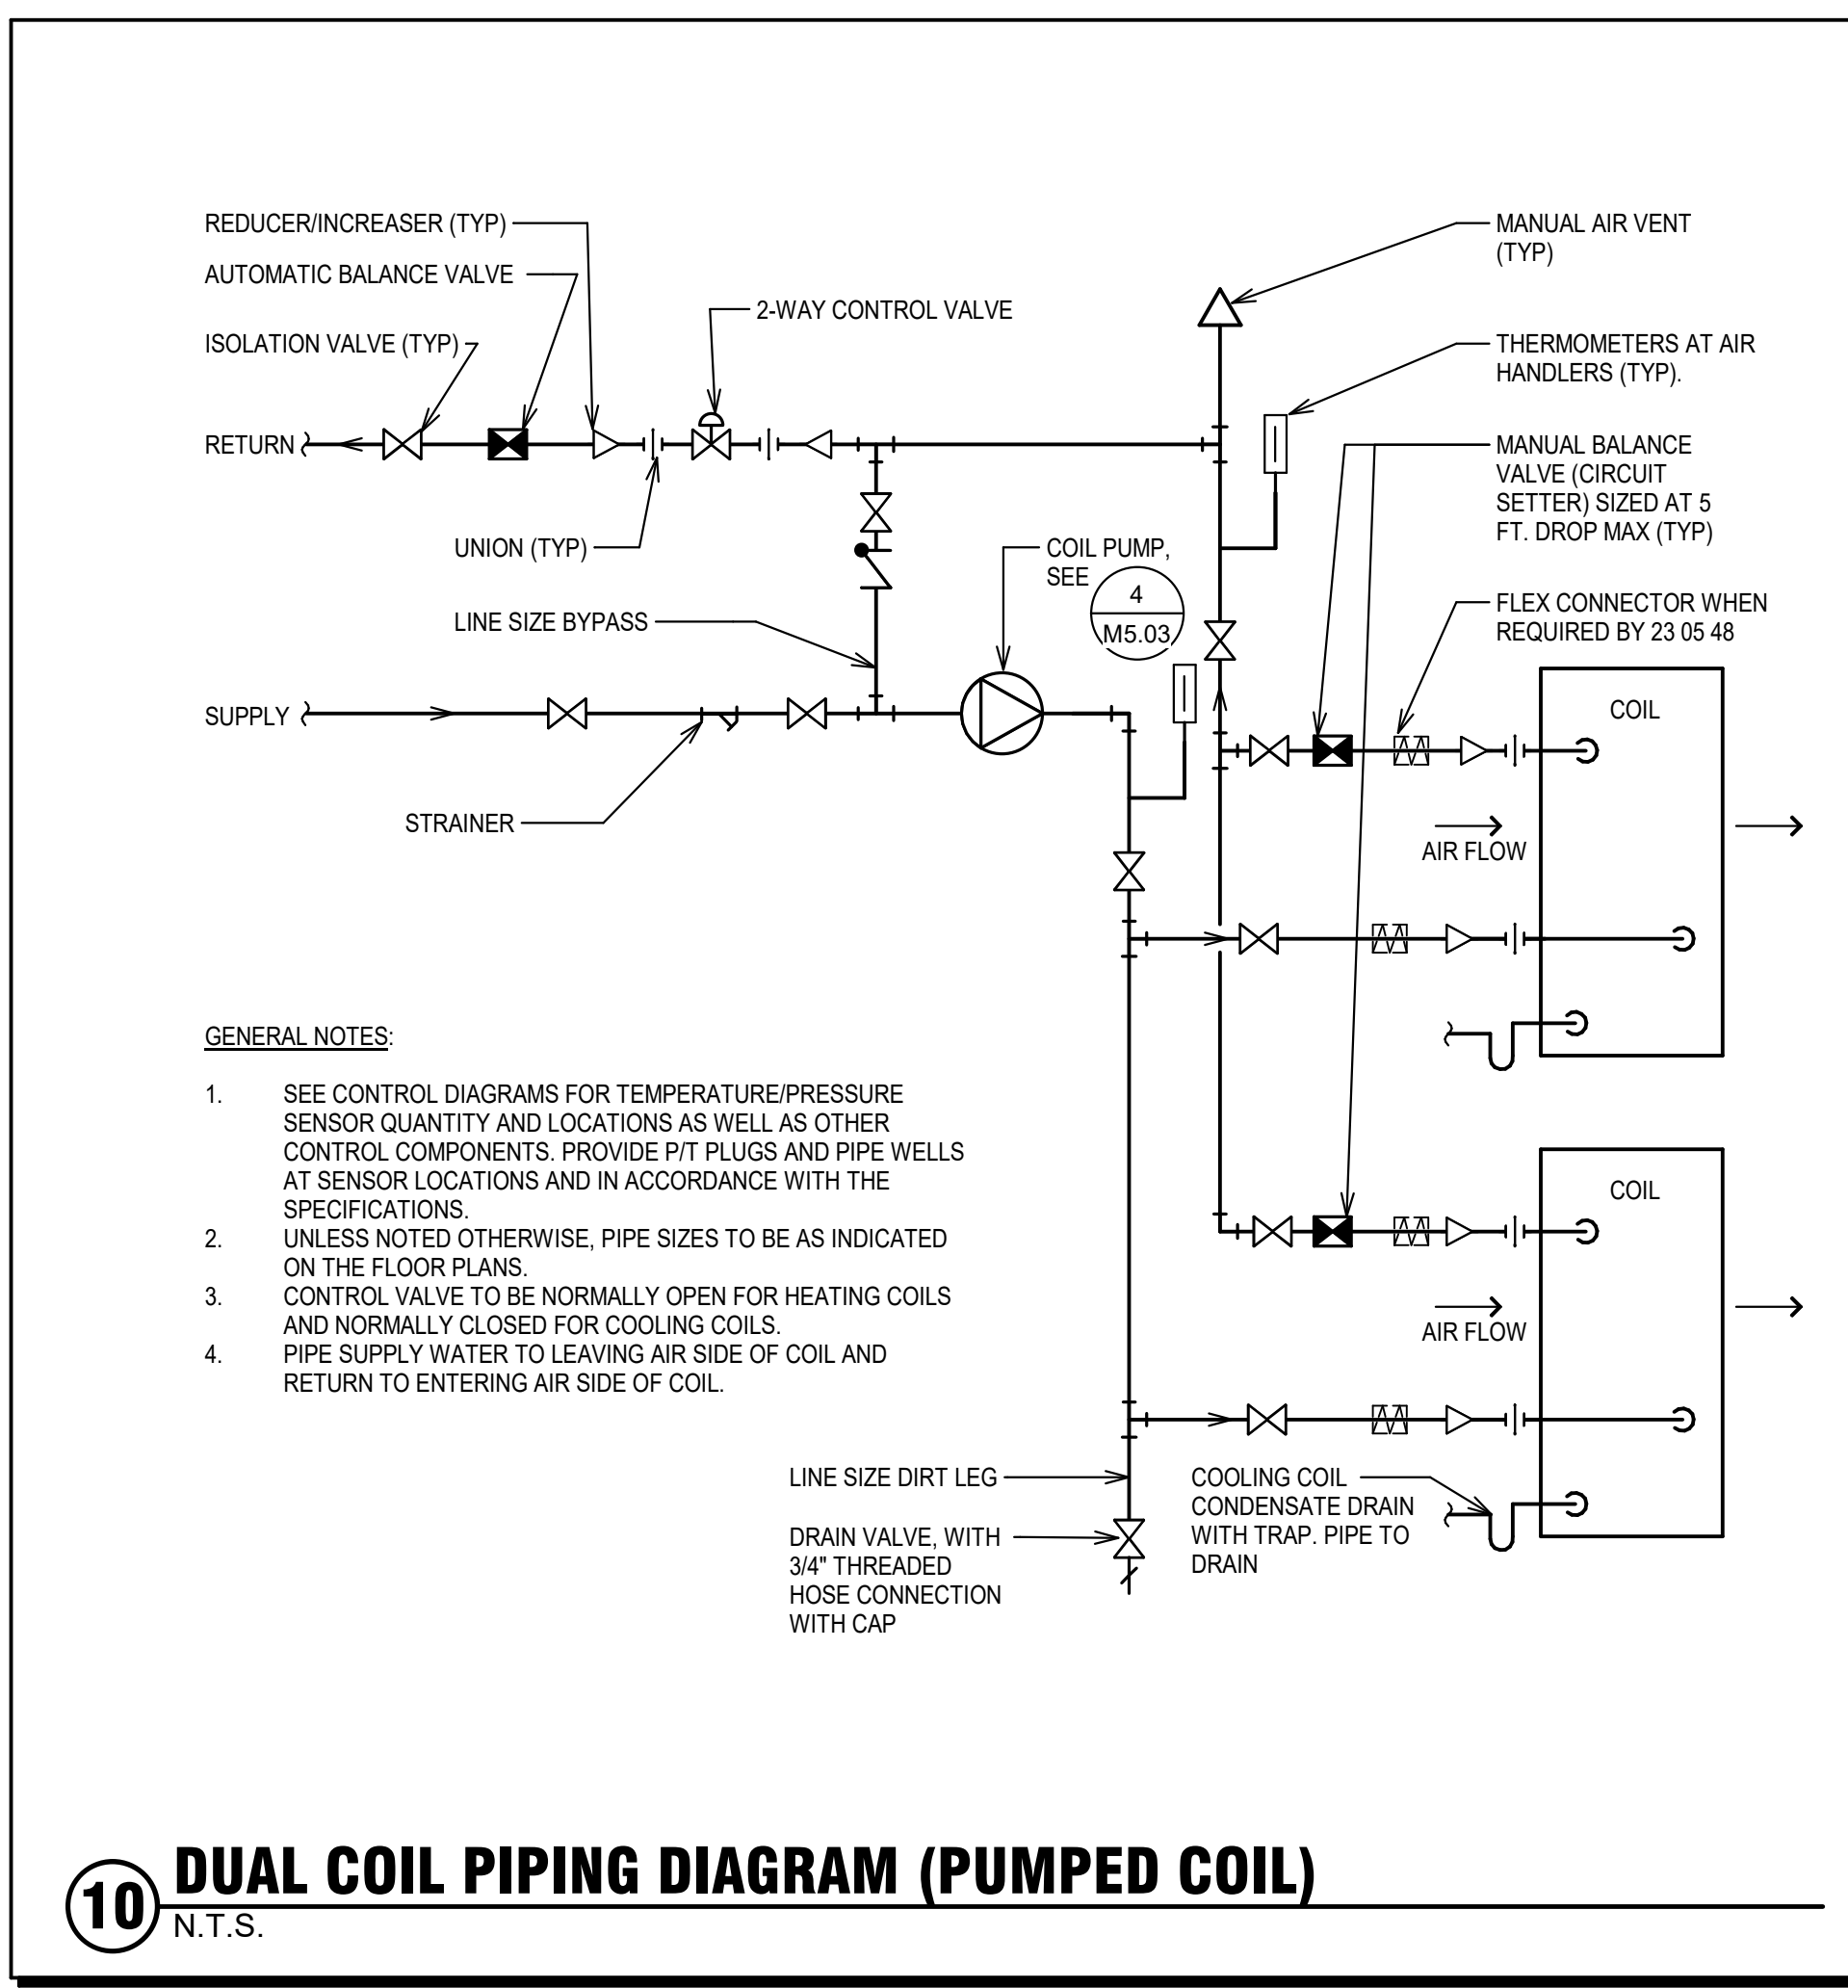 REDUCER/INCREASER (TYP)
AUTOMATIC BALANCE VALVE
ISOLATION VALVE (TYP)
2-WAY CONTROL VALVE
MANUAL AIR VENT
(TYP)
THERMOMETERS AT AIR
HANDLERS (TYP).
RETURN
MANUAL BALANCE
VALVE (CIRCUIT
SETTER) SIZED AT 5
FT. DROP MAX (TYP)
UNION (TYP)
COIL PUMP,
SEE
4
M5.03
LINE SIZE BYPASS
FLEX CONNECTOR WHEN
REQUIRED BY 23 05 48
SUPPLY
COIL
STRAINER
AIR FLOW
GENERAL NOTES:
1. SEE CONTROL DIAGRAMS FOR TEMPERATURE/PRESSURE
SENSOR QUANTITY AND LOCATIONS AS WELL AS OTHER
CONTROL COMPONENTS. PROVIDE P/T PLUGS AND PIPE WELLS
AT SENSOR LOCATIONS AND IN ACCORDANCE WITH THE
SPECIFICATIONS.
2. UNLESS NOTED OTHERWISE, PIPE SIZES TO BE AS INDICATED
ON THE FLOOR PLANS.
3. CONTROL VALVE TO BE NORMALLY OPEN FOR HEATING COILS
AND NORMALLY CLOSED FOR COOLING COILS.
4. PIPE SUPPLY WATER TO LEAVING AIR SIDE OF COIL AND
RETURN TO ENTERING AIR SIDE OF COIL.
COIL
AIR FLOW
LINE SIZE DIRT LEG
DRAIN VALVE, WITH
3/4" THREADED
HOSE CONNECTION
WITH CAP
COOLING COIL
CONDENSATE DRAIN
WITH TRAP. PIPE TO
DRAIN
10
DUAL COIL PIPING DIAGRAM (PUMPED COIL)
N.T.S.